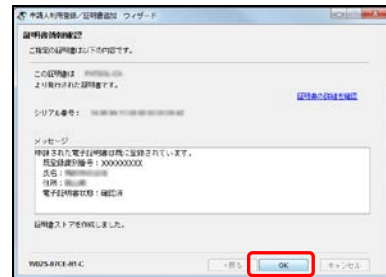 申請人利用登録／証明書追加 ウィザード
証明書情報確認
ご指定の証明書は以下の内容です。
この証明書は
より発行された証明書です。
証明書の詳細を確認
シリアル番号：
メッセージ
申請された電子証明書は既に登録されています。
既登録識別番号：XXXXXXXXX
氏名：
住所：
電子証明書状態：確認済
証明書ストアを作成しました。
OK
キャンセル